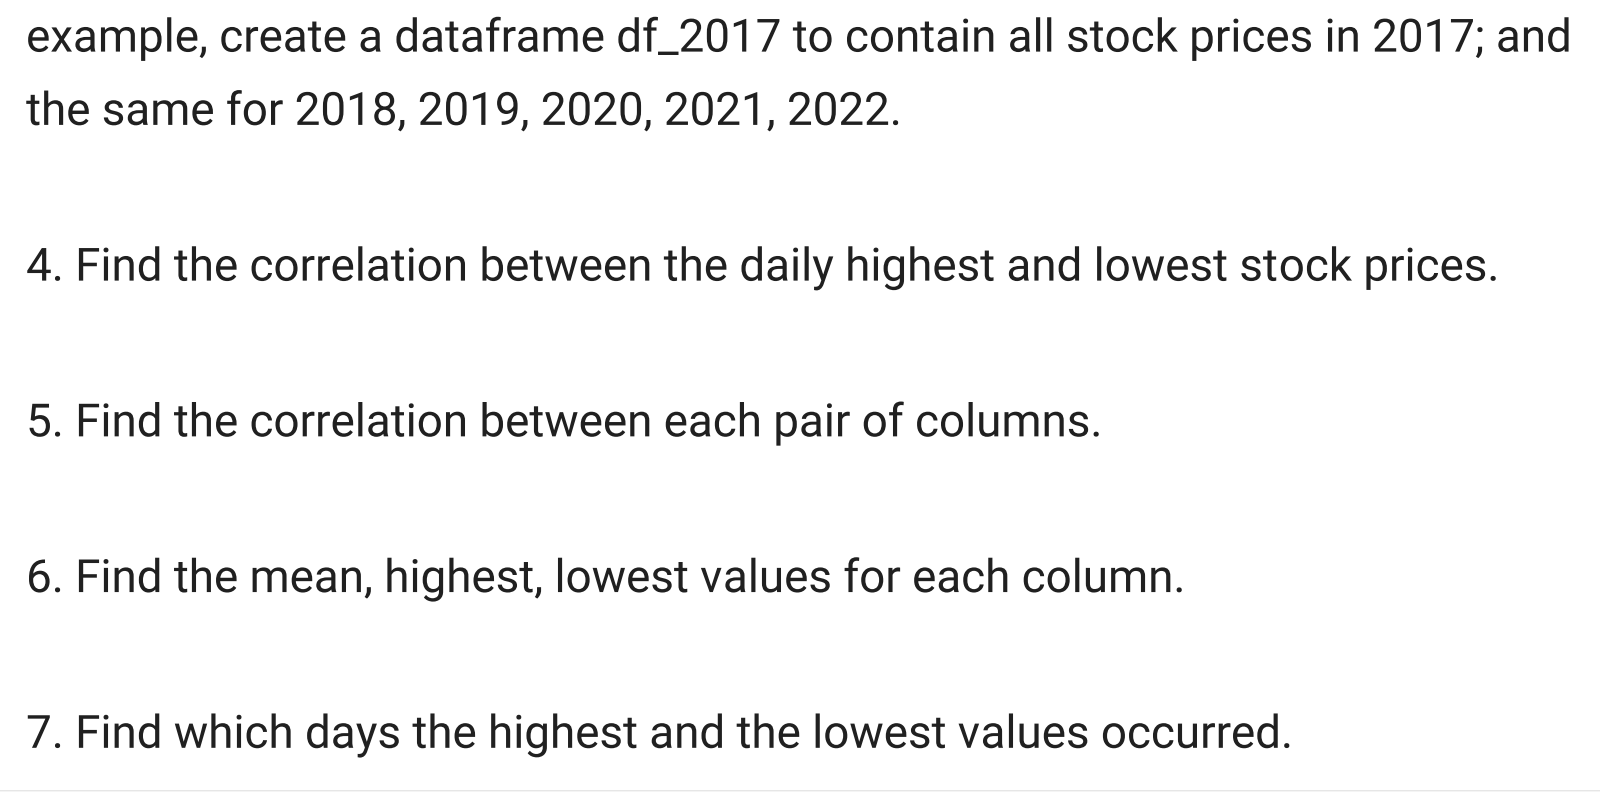 example, create a dataframe df_2017 to contain all stock prices in 2017; and
the same for 2018, 2019, 2020, 2021, 2022.
4. Find the correlation between the daily highest and lowest stock prices.
5. Find the correlation between each pair of columns.
6. Find the mean, highest, lowest values for each column.
7. Find which days the highest and the lowest values occurred.